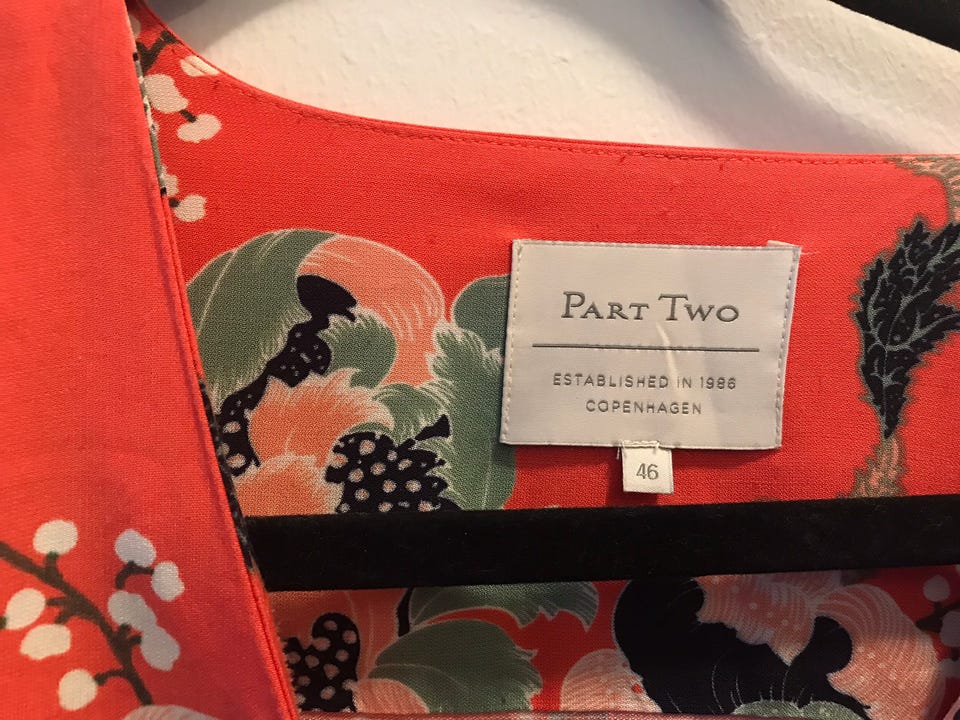 PART TWO
ESTABLISHED IN 1986
COPENHAGEN
46